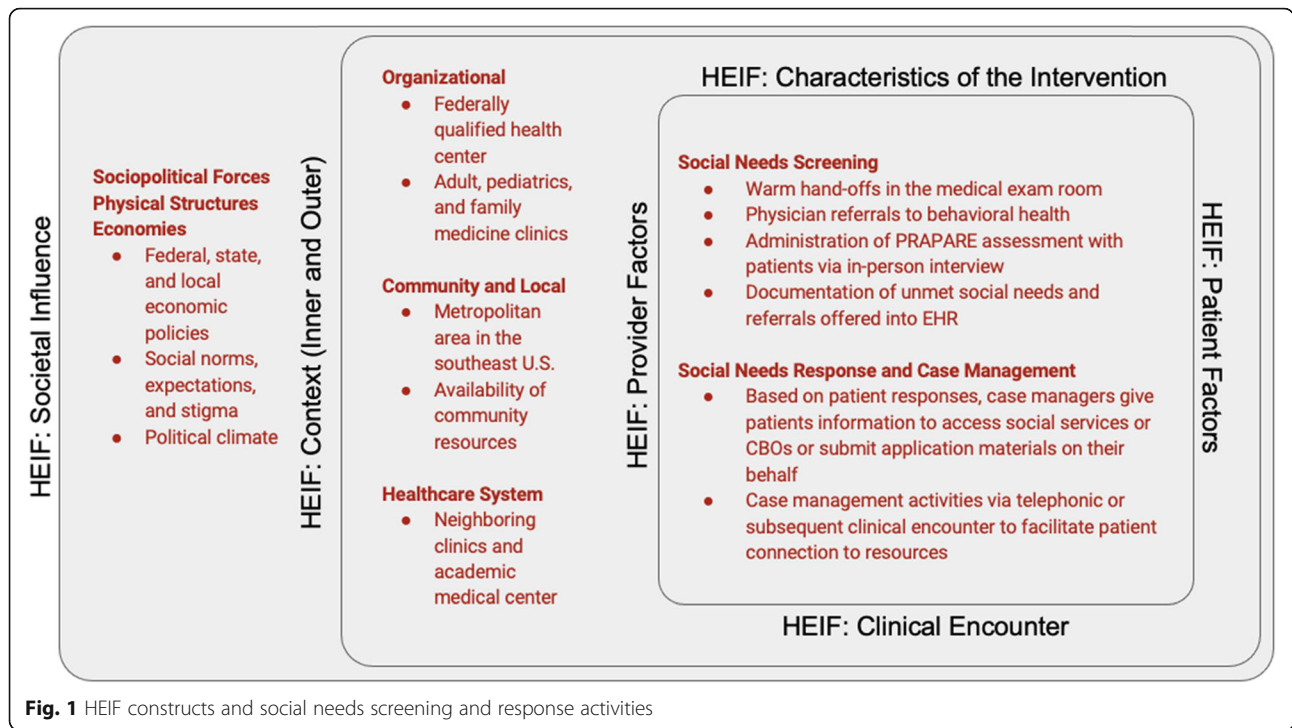 HEIF: Societal Influence
Sociopolitical Forces
Physical Structures
Economies
● Federal, state,
and local
economic
policies
● Social norms,
expectations,
and stigma
● Political climate
HEIF: Context (Inner and Outer)
Organizational
● Federally
qualified health
center
● Adult, pediatrics,
and family
medicine clinics
Community and Local
● Metropolitan
area in the
southeast U.S.
● Availability of
community
resources
Healthcare System
● Neighboring
clinics and
academic
medical center
HEIF: Characteristics of the Intervention
HEIF: Provider Factors
Social Needs Screening
● Warm hand-offs in the medical exam room
● Physician referrals to behavioral health
● Administration of PRAPARE assessment with
patients via in-person interview
● Documentation of unmet social needs and
referrals offered into EHR
Social Needs Response and Case Management
● Based on patient responses, case managers give
patients information to access social services or
CBOs or submit application materials on their
behalf
● Case management activities via telephonic or
subsequent clinical encounter to facilitate patient
connection to resources
HEIF: Patient Factors
HEIF: Clinical Encounter
Fig. 1 HEIF constructs and social needs screening and response activities